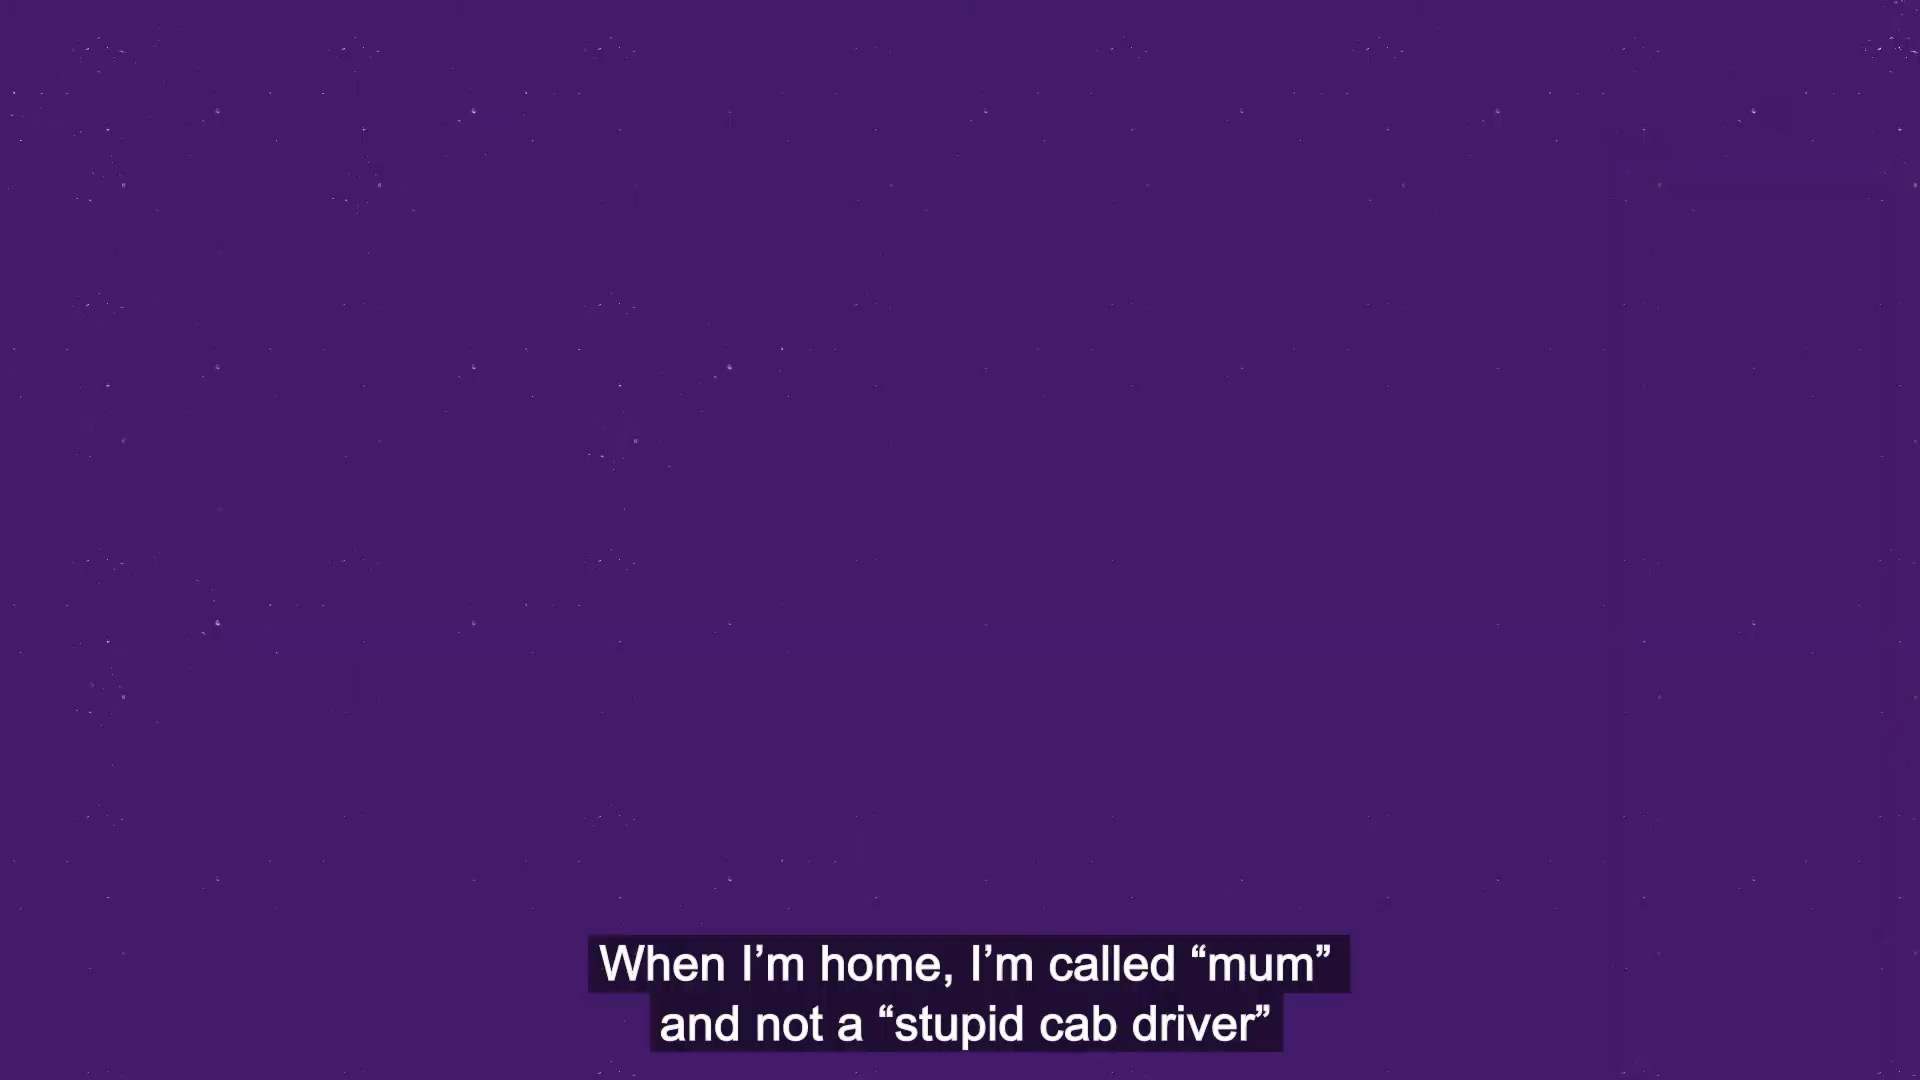 When I’m home, I’m called “mum”
and not a “stupid cab driver”